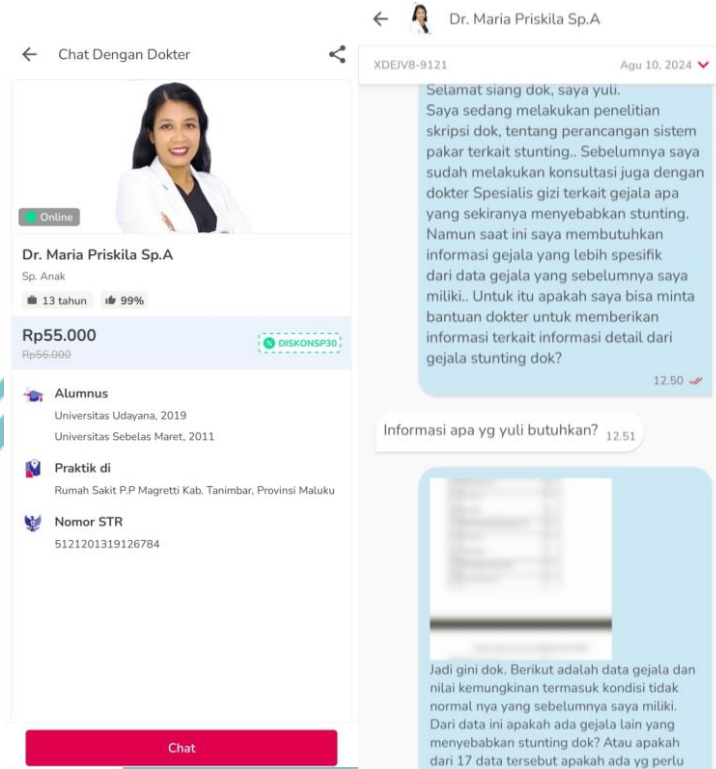 Chat Dengan Dokter
Online
Dr. Maria Priskila Sp.A
Sp. Anak
13 tahun
99%
Rp55.000
Rp56.000
DISKONSP30
Alumnus
Universitas Udayana, 2019
Universitas Sebelas Maret, 2011
Praktik di
Rumah Sakit P.P Magretti Kab. Tanimbar, Provinsi Maluku
Nomor STR
5121201319126784
Chat
Dr. Maria Priskila Sp.A
XDEJV8-9121
Agu 10, 2024
Selamat siang dok, saya yuli.
Saya sedang melakukan penelitian
skripsi dok, tentang perancangan sistem
pakar terkait stunting.. Sebelumnya saya
sudah melakukan konsultasi juga dengan
dokter Spesialis gizi terkait gejala apa
yang sekiranya menyebabkan stunting.
Namun saat ini saya membutuhkan
informasi gejala yang lebih spesifik
dari data gejala yang sebelumnya saya
miliki.. Untuk itu apakah saya bisa minta
bantuan dokter untuk memberikan
informasi terkait informasi detail dari
gejala stunting dok?
12.50
Informasi apa yg yuli butuhkan?
12.51
Jadi gini dok. Berikut adalah data gejala dan
nilai kemungkinan termasuk kondisi tidak
normal nya yang sebelumnya saya miliki.
Dari data ini apakah ada gejala lain yang
menyebabkan stunting dok? Atau apakah
dari 17 data tersebut apakah ada yg perlu